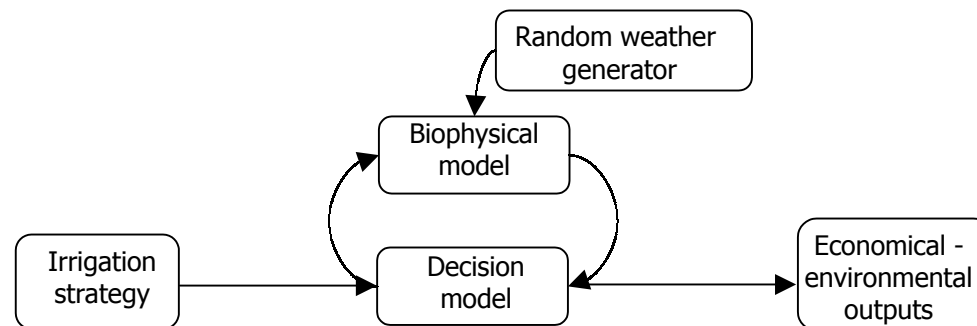 Random weather
generator
Biophysical
model
Irrigation
strategy
Decision
model
Economical -
environmental
outputs